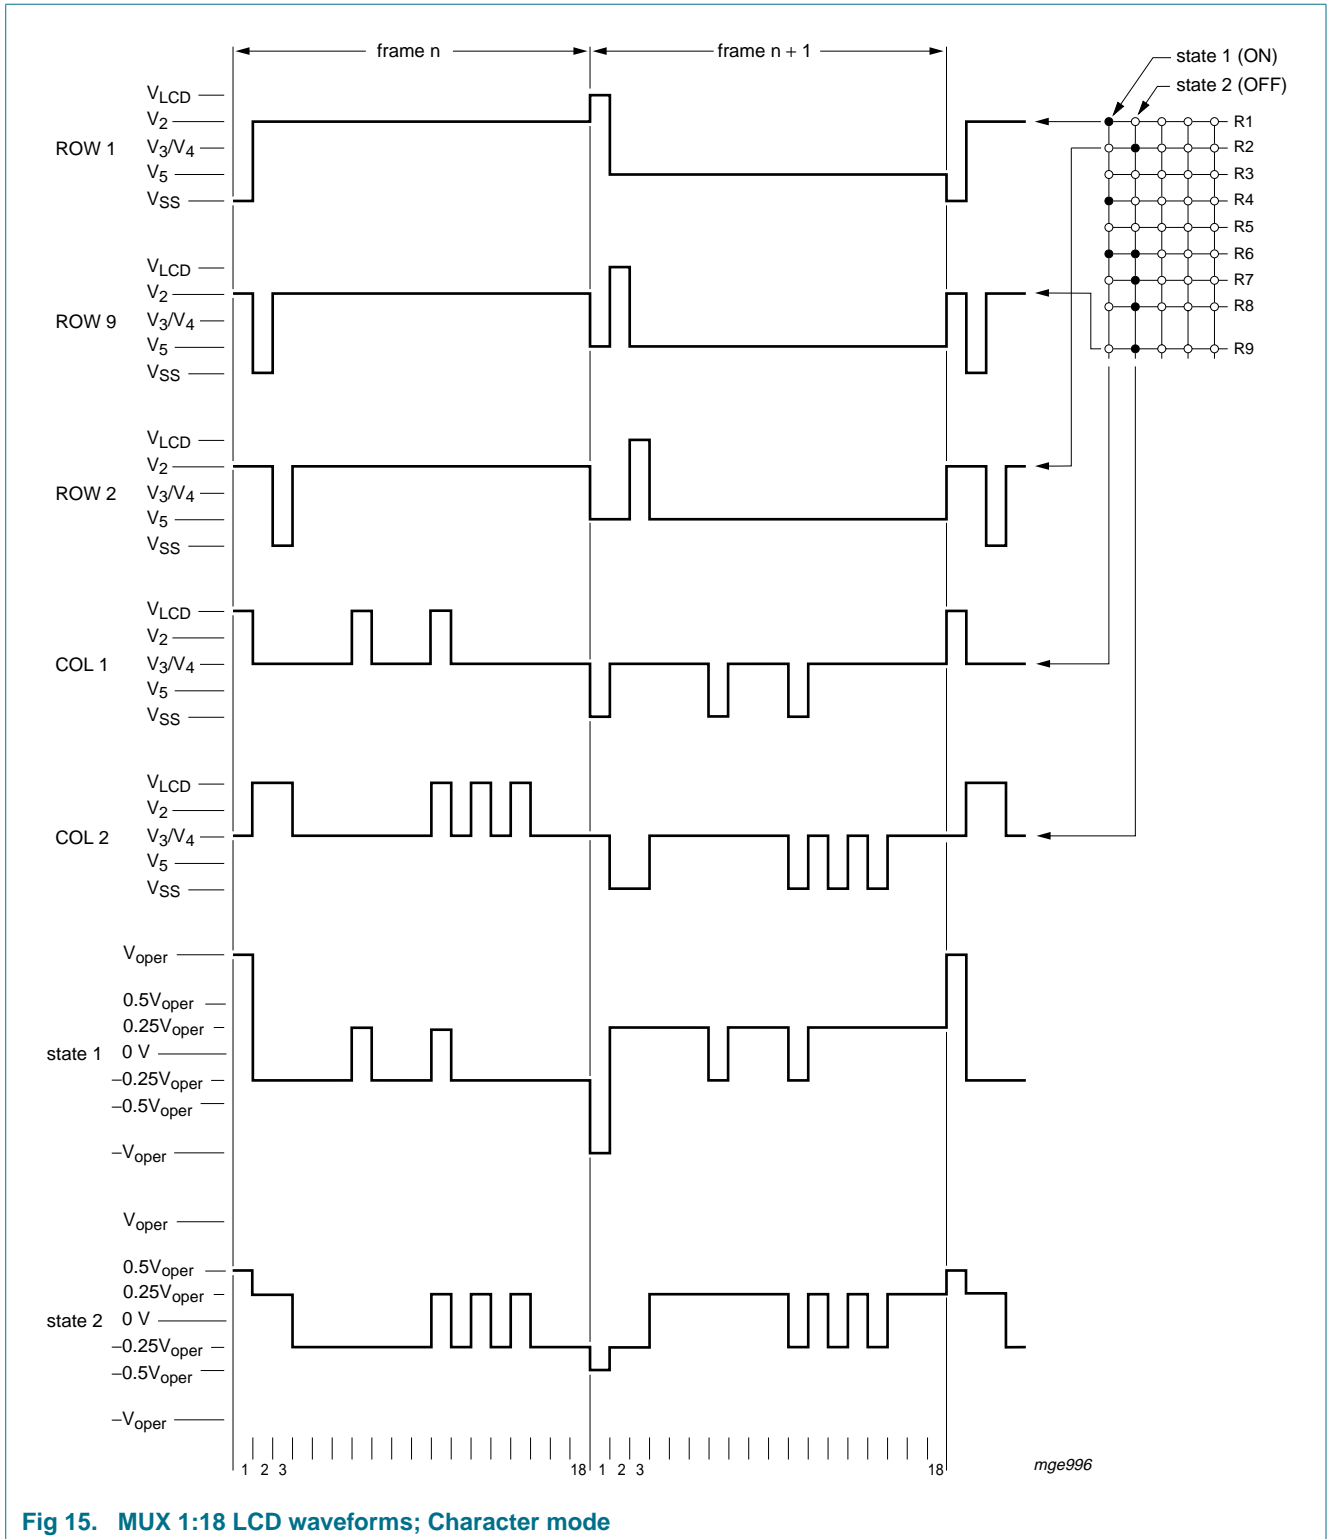 frame n
frame n + 1
state 1 (ON)
state 2 (OFF)
ROW 1
VLCD
V2
V3/V4
V5
VSS
R1
R2
R3
R4
R5
R6
R7
R8
R9
ROW 9
VLCD
V2
V3/V4
V5
VSS
ROW 2
VLCD
V2
V3/V4
V5
VSS
COL 1
VLCD
V2
V3/V4
V5
VSS
COL 2
VLCD
V2
V3/V4
V5
VSS
state 1
Voper
0.5Voper
0.25Voper
0 V
−0.25Voper
−0.5Voper
−Voper
state 2
Voper
0.5Voper
0.25Voper
0 V
−0.25Voper
−0.5Voper
−Voper
1 2 3 18 1 2 3 18
mge996
Fig 15. MUX 1:18 LCD waveforms; Character mode